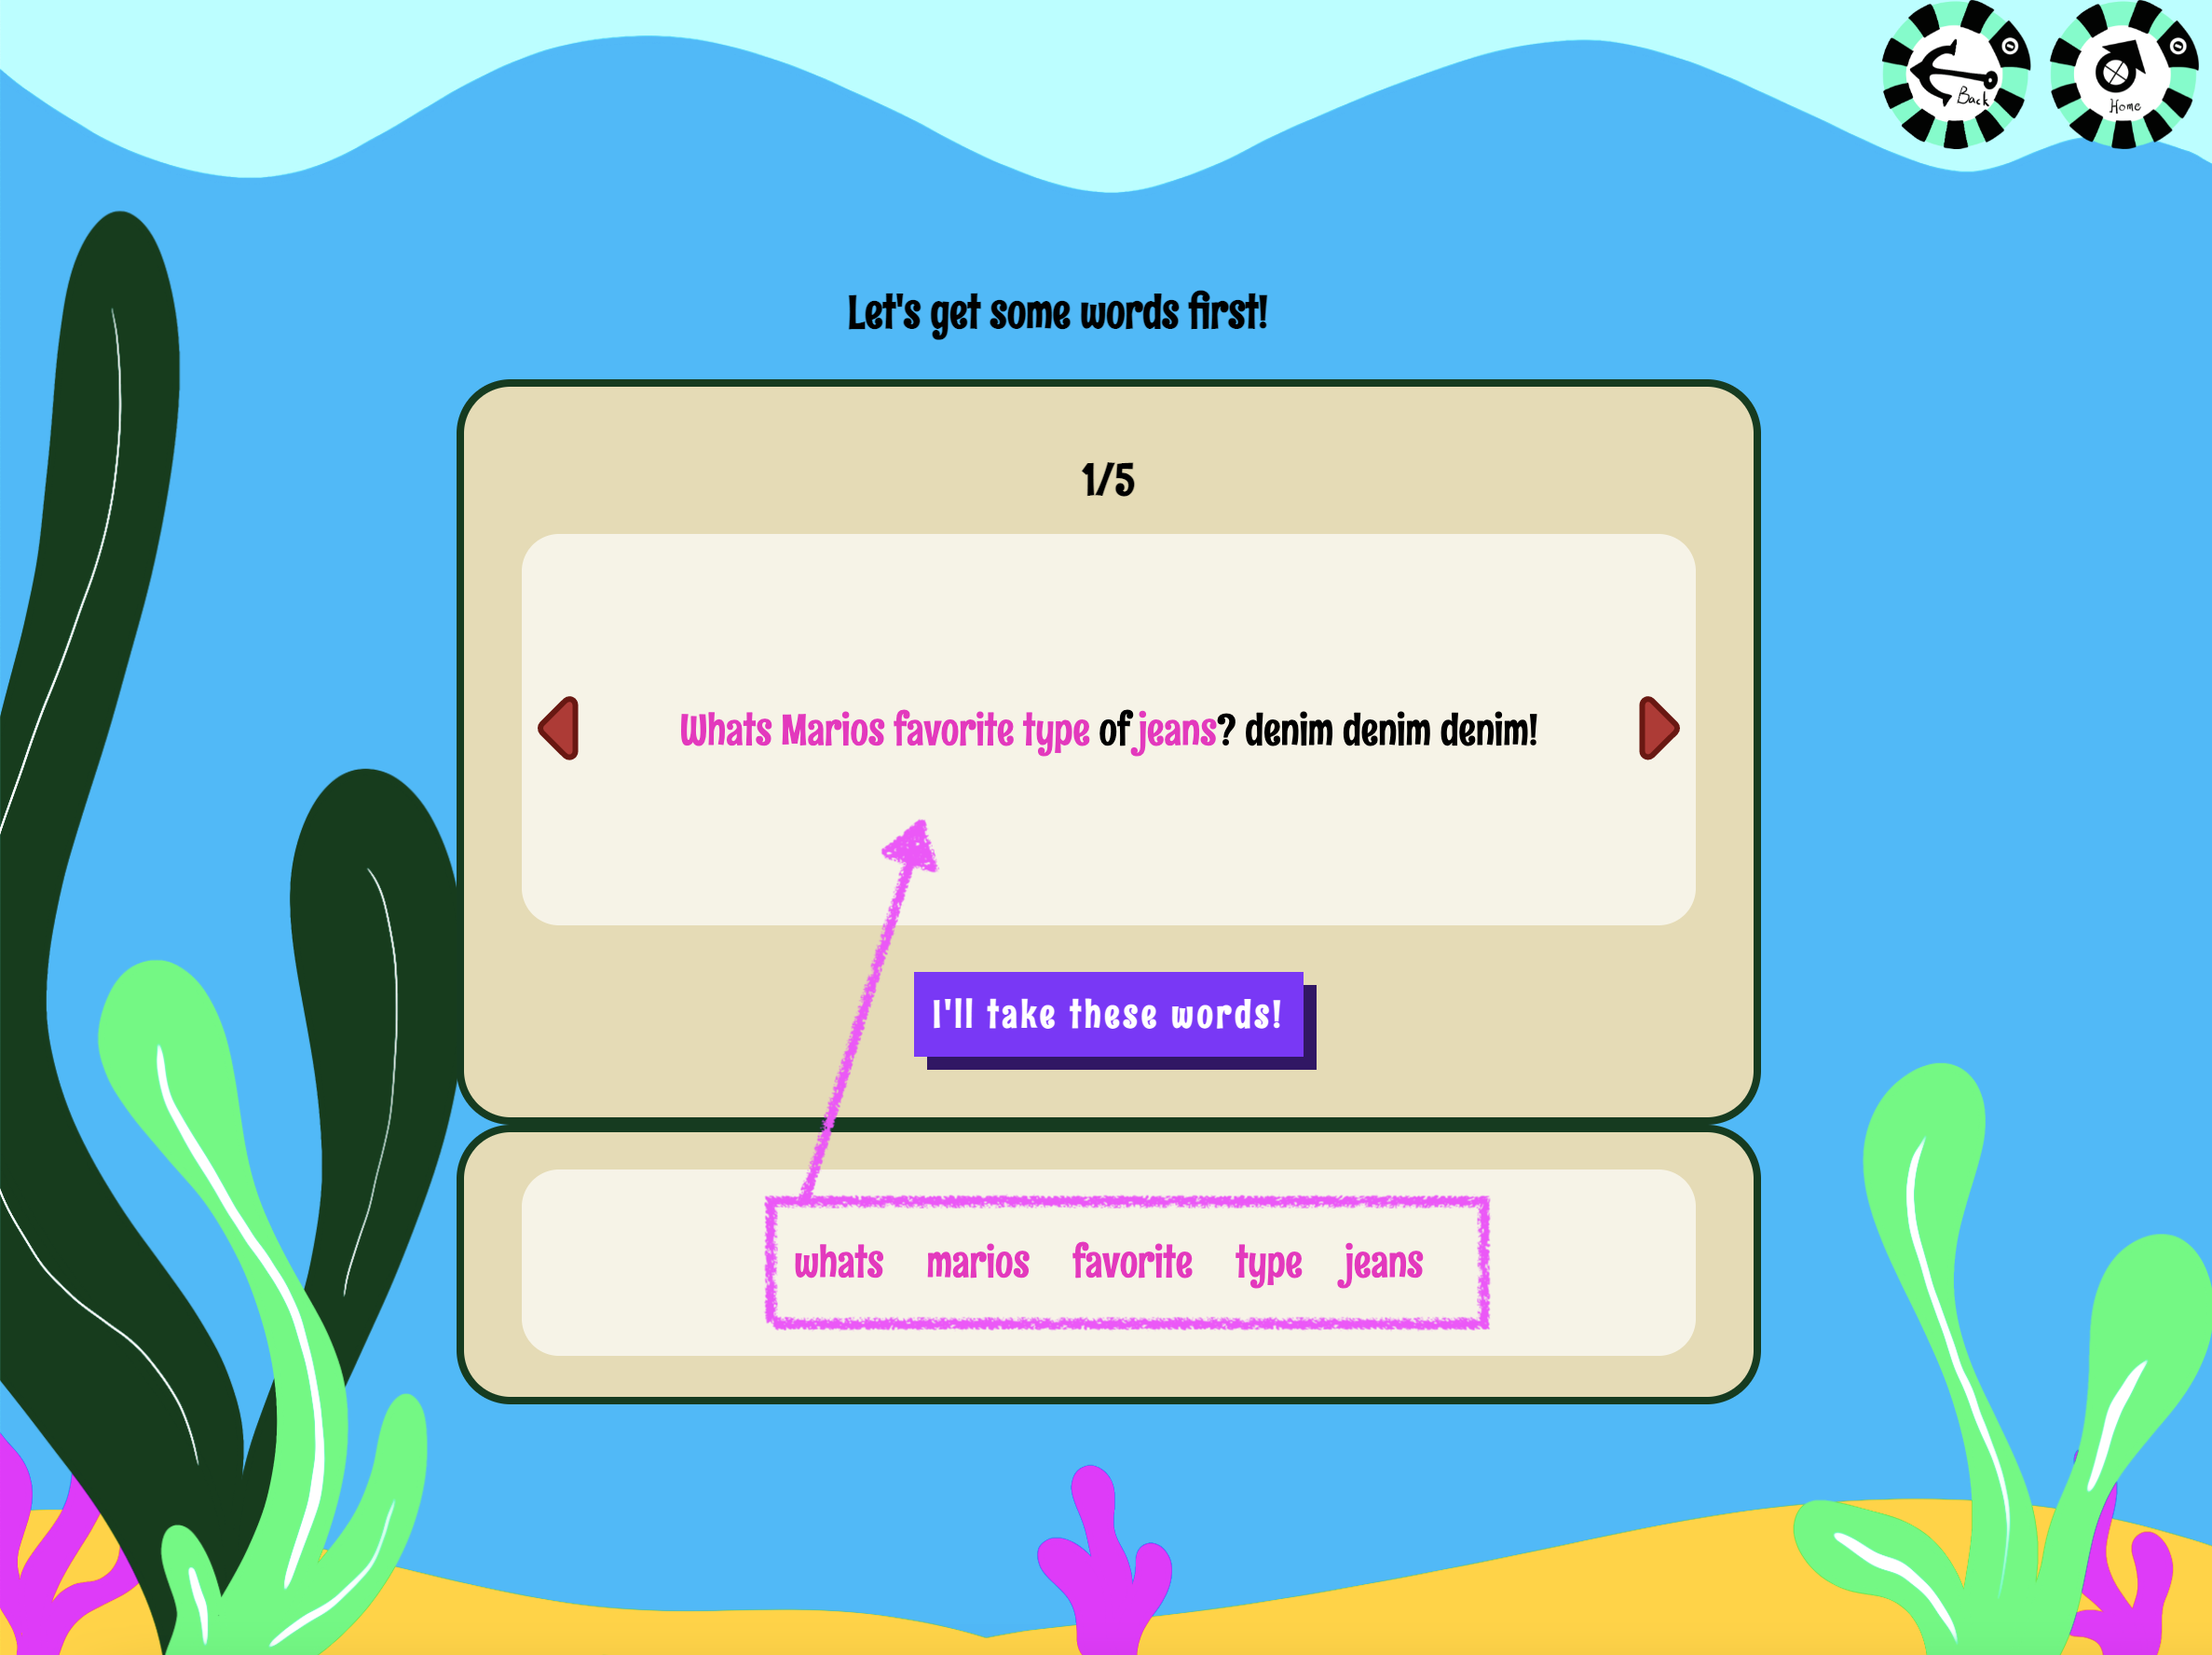 Back
Home
Let's get some words first!
1/5
Whats Marios favorite type of jeans? denim denim denim!
I'll take these words!
whats marios favorite type jeans